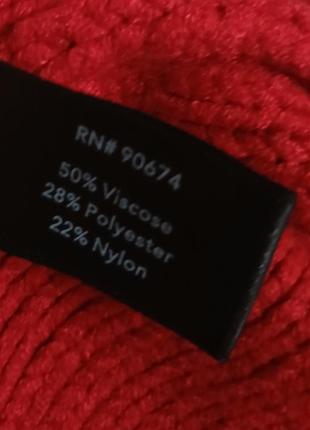 RN# 90674
50% Viscose
28% Polyester
22% Nylon